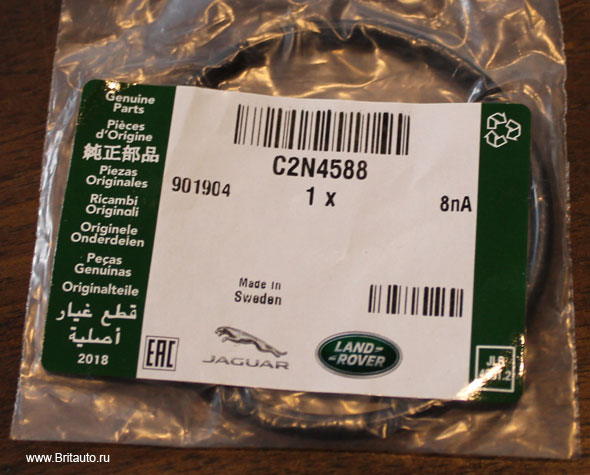 Genuine
Parts
Pièces
d'Origine
純正部品
Piezas
Originales
Ricambi
Originali
Originele
Onderdelen
Peças
Genuínas
Originalteile
قطع غيار
أصلية
2018
C2N4588
901904
1 x
8nA
Made in
Sweden
EAC
JAGUAR
LAND-
-ROVER
JLR
www.Britauto.ru